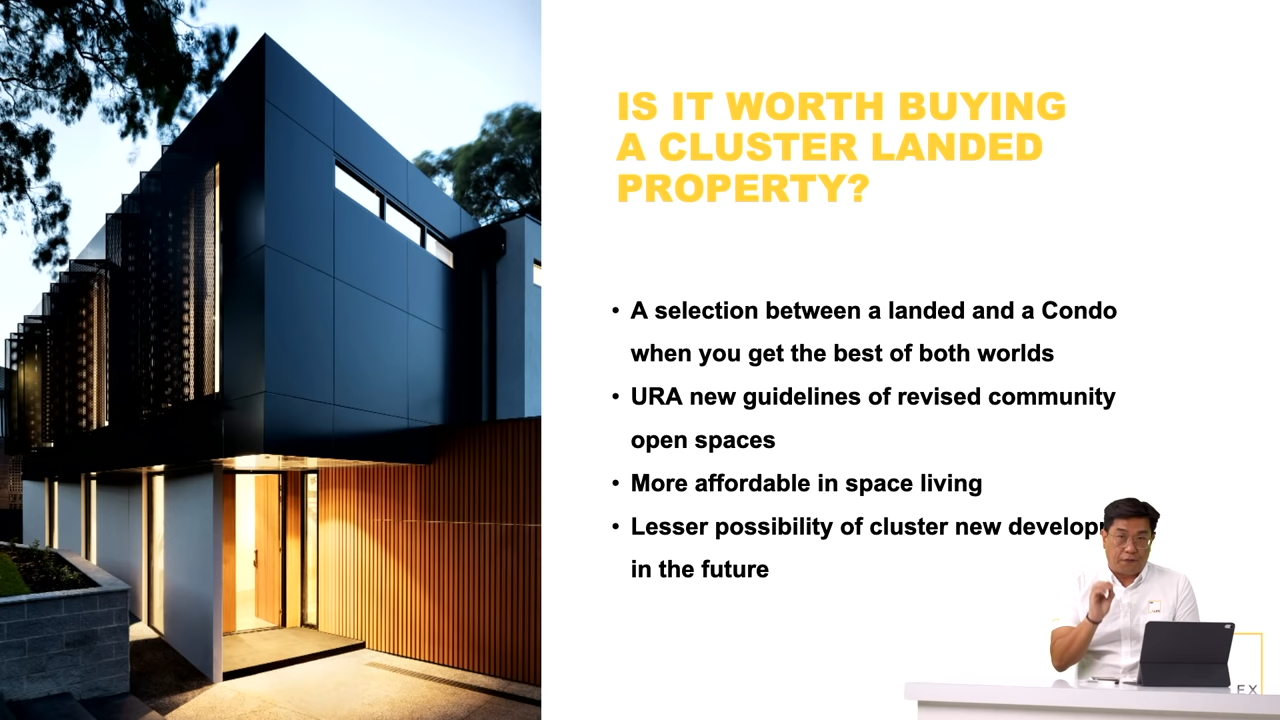 IS IT WORTH BUYING
A CLUSTER LANDED
PROPERTY?
• A selection between a landed and a Condo
when you get the best of both worlds
• URA new guidelines of revised community
open spaces
• More affordable in space living
• Lesser possibility of cluster new develop
in the future
EX